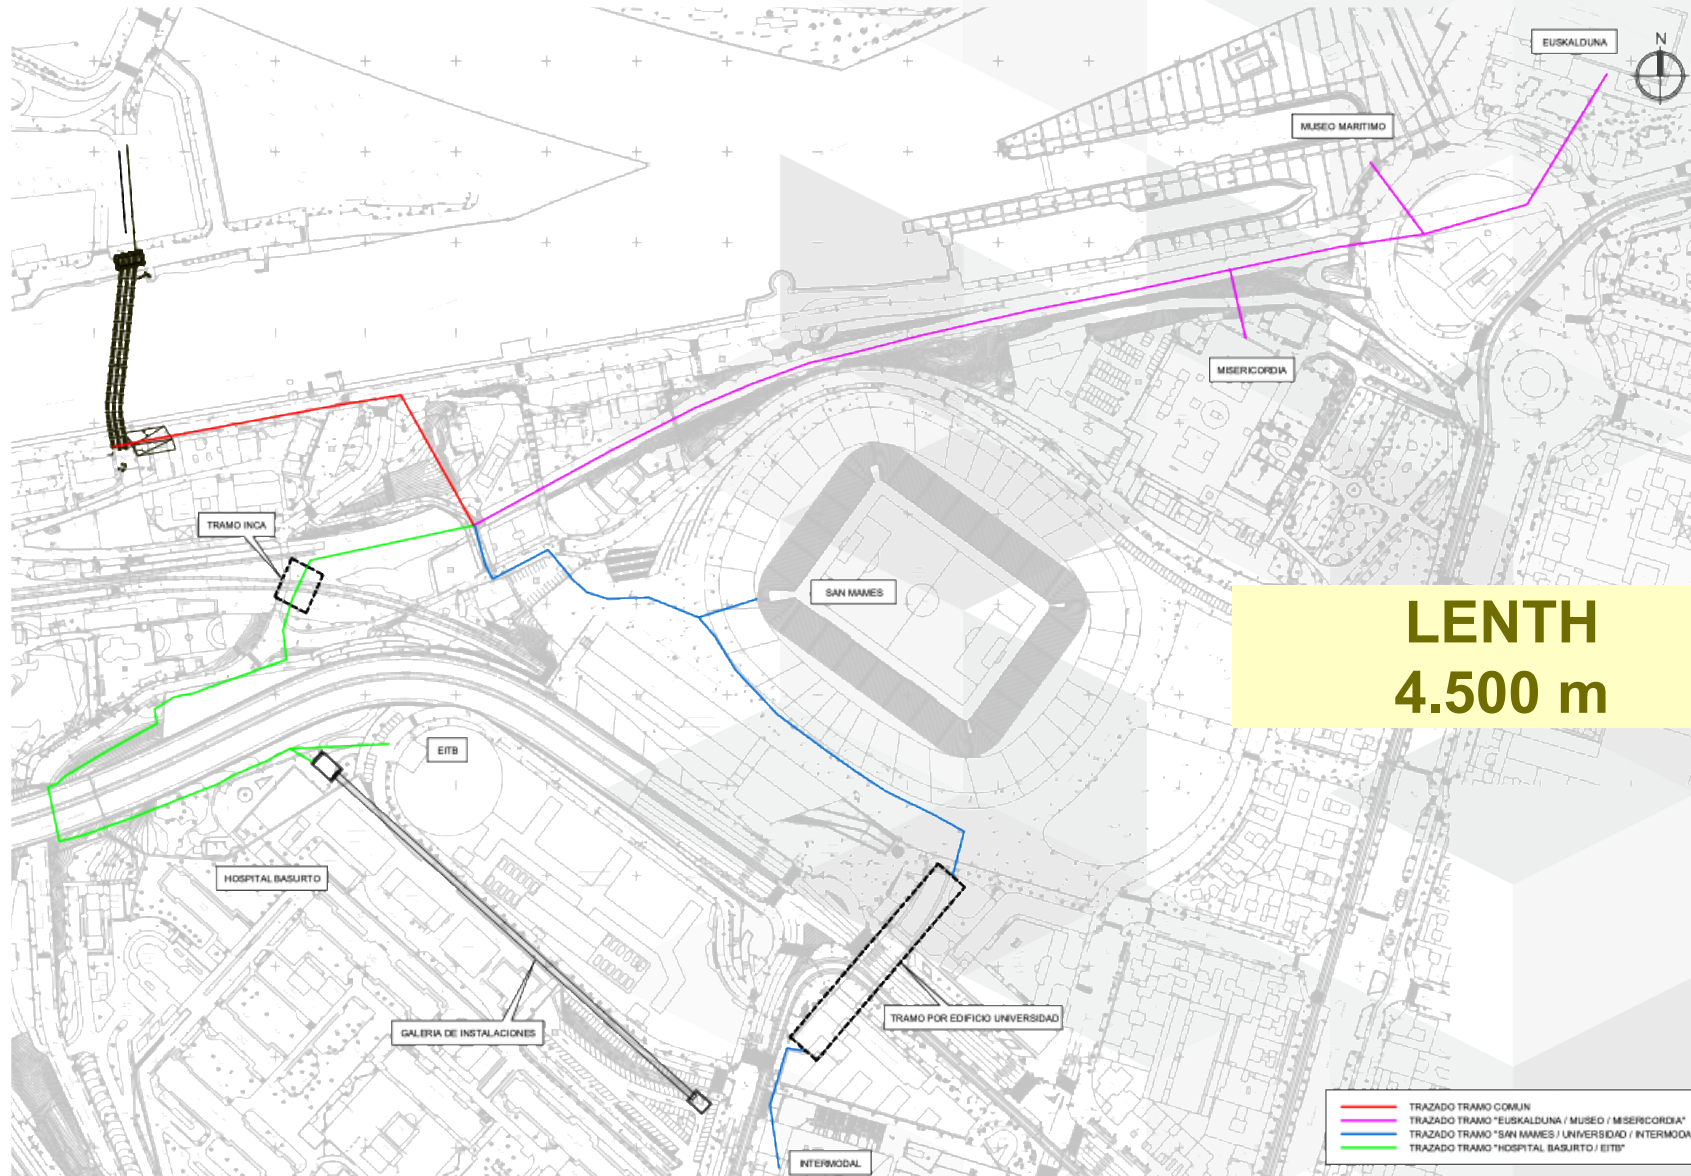 EUSKALDUNA
N
MUSEO MARITIMO
MISERICORDIA
TRAMO INCA
SAN MAMES
LENTH
4.500 m
EITB
HOSPITAL BASURTO
GALERIA DE INSTALACIONES
TRAMO POR EDIFICIO UNIVERSIDAD
INTERMODAL
TRAZADO TRAMO COMUN
TRAZADO TRAMO "EUSKALDUNA / MUSEO / MISERICORDIA"
TRAZADO TRAMO "SAN MAMES / UNIVERSIDAD / INTERMODA
TRAZADO TRAMO "HOSPITAL BASURTO / EITB"